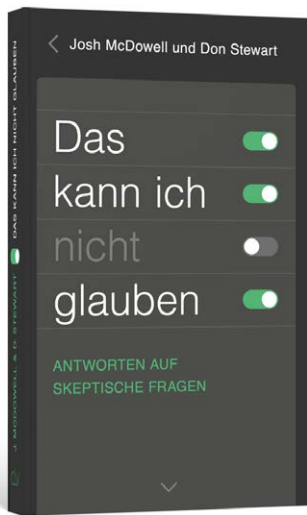 Josh McDowell und Don Stewart
Das
kann ich
nicht
glauben
ANTWORTEN AUF
SKEPTISCHE FRAGEN
J. MCDOWELL & D. STEWART DAS KANN ICH NICHT GLAUBEN